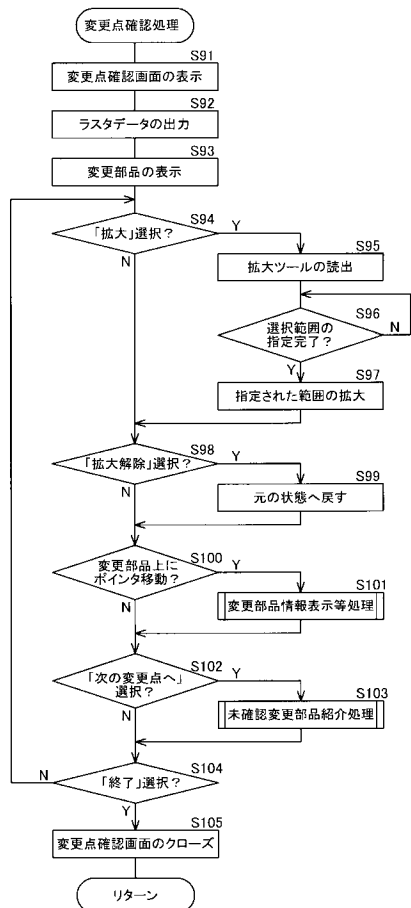 変更点確認処理
S91
変更点確認画面の表示
S92
ラスタデータの出力
S93
変更部品の表示
S94
「拡大」選択？
Y
N
S95
拡大ツールの読出
S96
選択範囲の
指定完了？
N
Y
S97
指定された範囲の拡大
S98
「拡大解除」選択？
Y
N
S99
元の状態へ戻す
S100
変更部品上に
ポインタ移動？
Y
N
S101
変更部品情報表示等処理
S102
「次の変更点へ」
選択？
Y
N
S103
未確認変更部品紹介処理
S104
「終了」選択？
N
Y
S105
変更点確認画面のクローズ
リターン